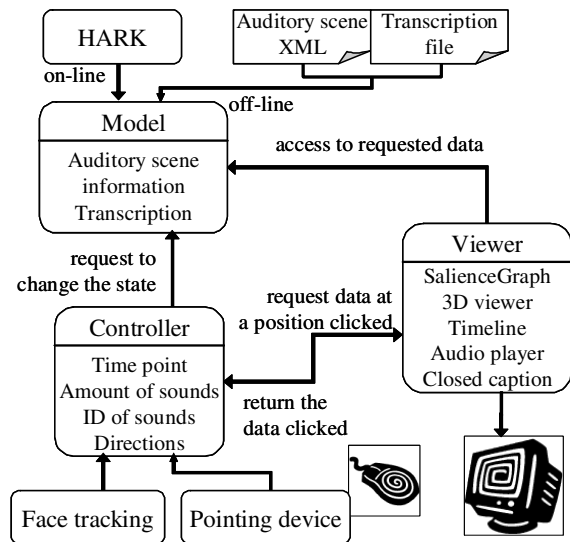 HARK
Auditory scene
XML
Transcription
file
on-line
off-line
Model
Auditory scene
information
Transcription
access to requested data
Viewer
SalienceGraph
3D viewer
Timeline
Audio player
Closed caption
request to
change the state
request data at
a position clicked
Controller
Time point
Amount of sounds
ID of sounds
Directions
return the
data clicked
Face tracking
Pointing device